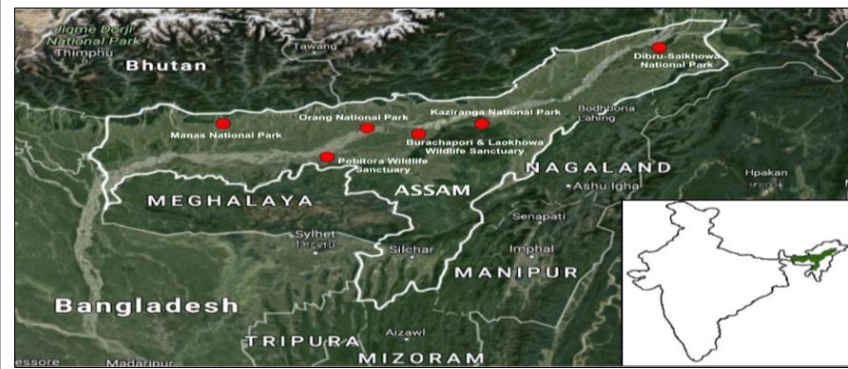 Jigme Dorji
National Park
Thimphu
Tawang
Bhutan
Dibru-Saikhowa
National Park
Manas National Park
Orang National Park
Kaziranga National Park
Bodhboria
Lahing
Burachapori & Laokhowa
Wildlife Sanctuary
Pobitora Wildlife
Sanctuary
NAGALAND
Hpakan
ASSAM
Ashu Igha
MEGHALAYA
Senapati
Sylhet
Silchar
Imphal
MANIPUR
Bangladesh
TRIPURA
Aizawl
MIZORAM
essore
Madaripur